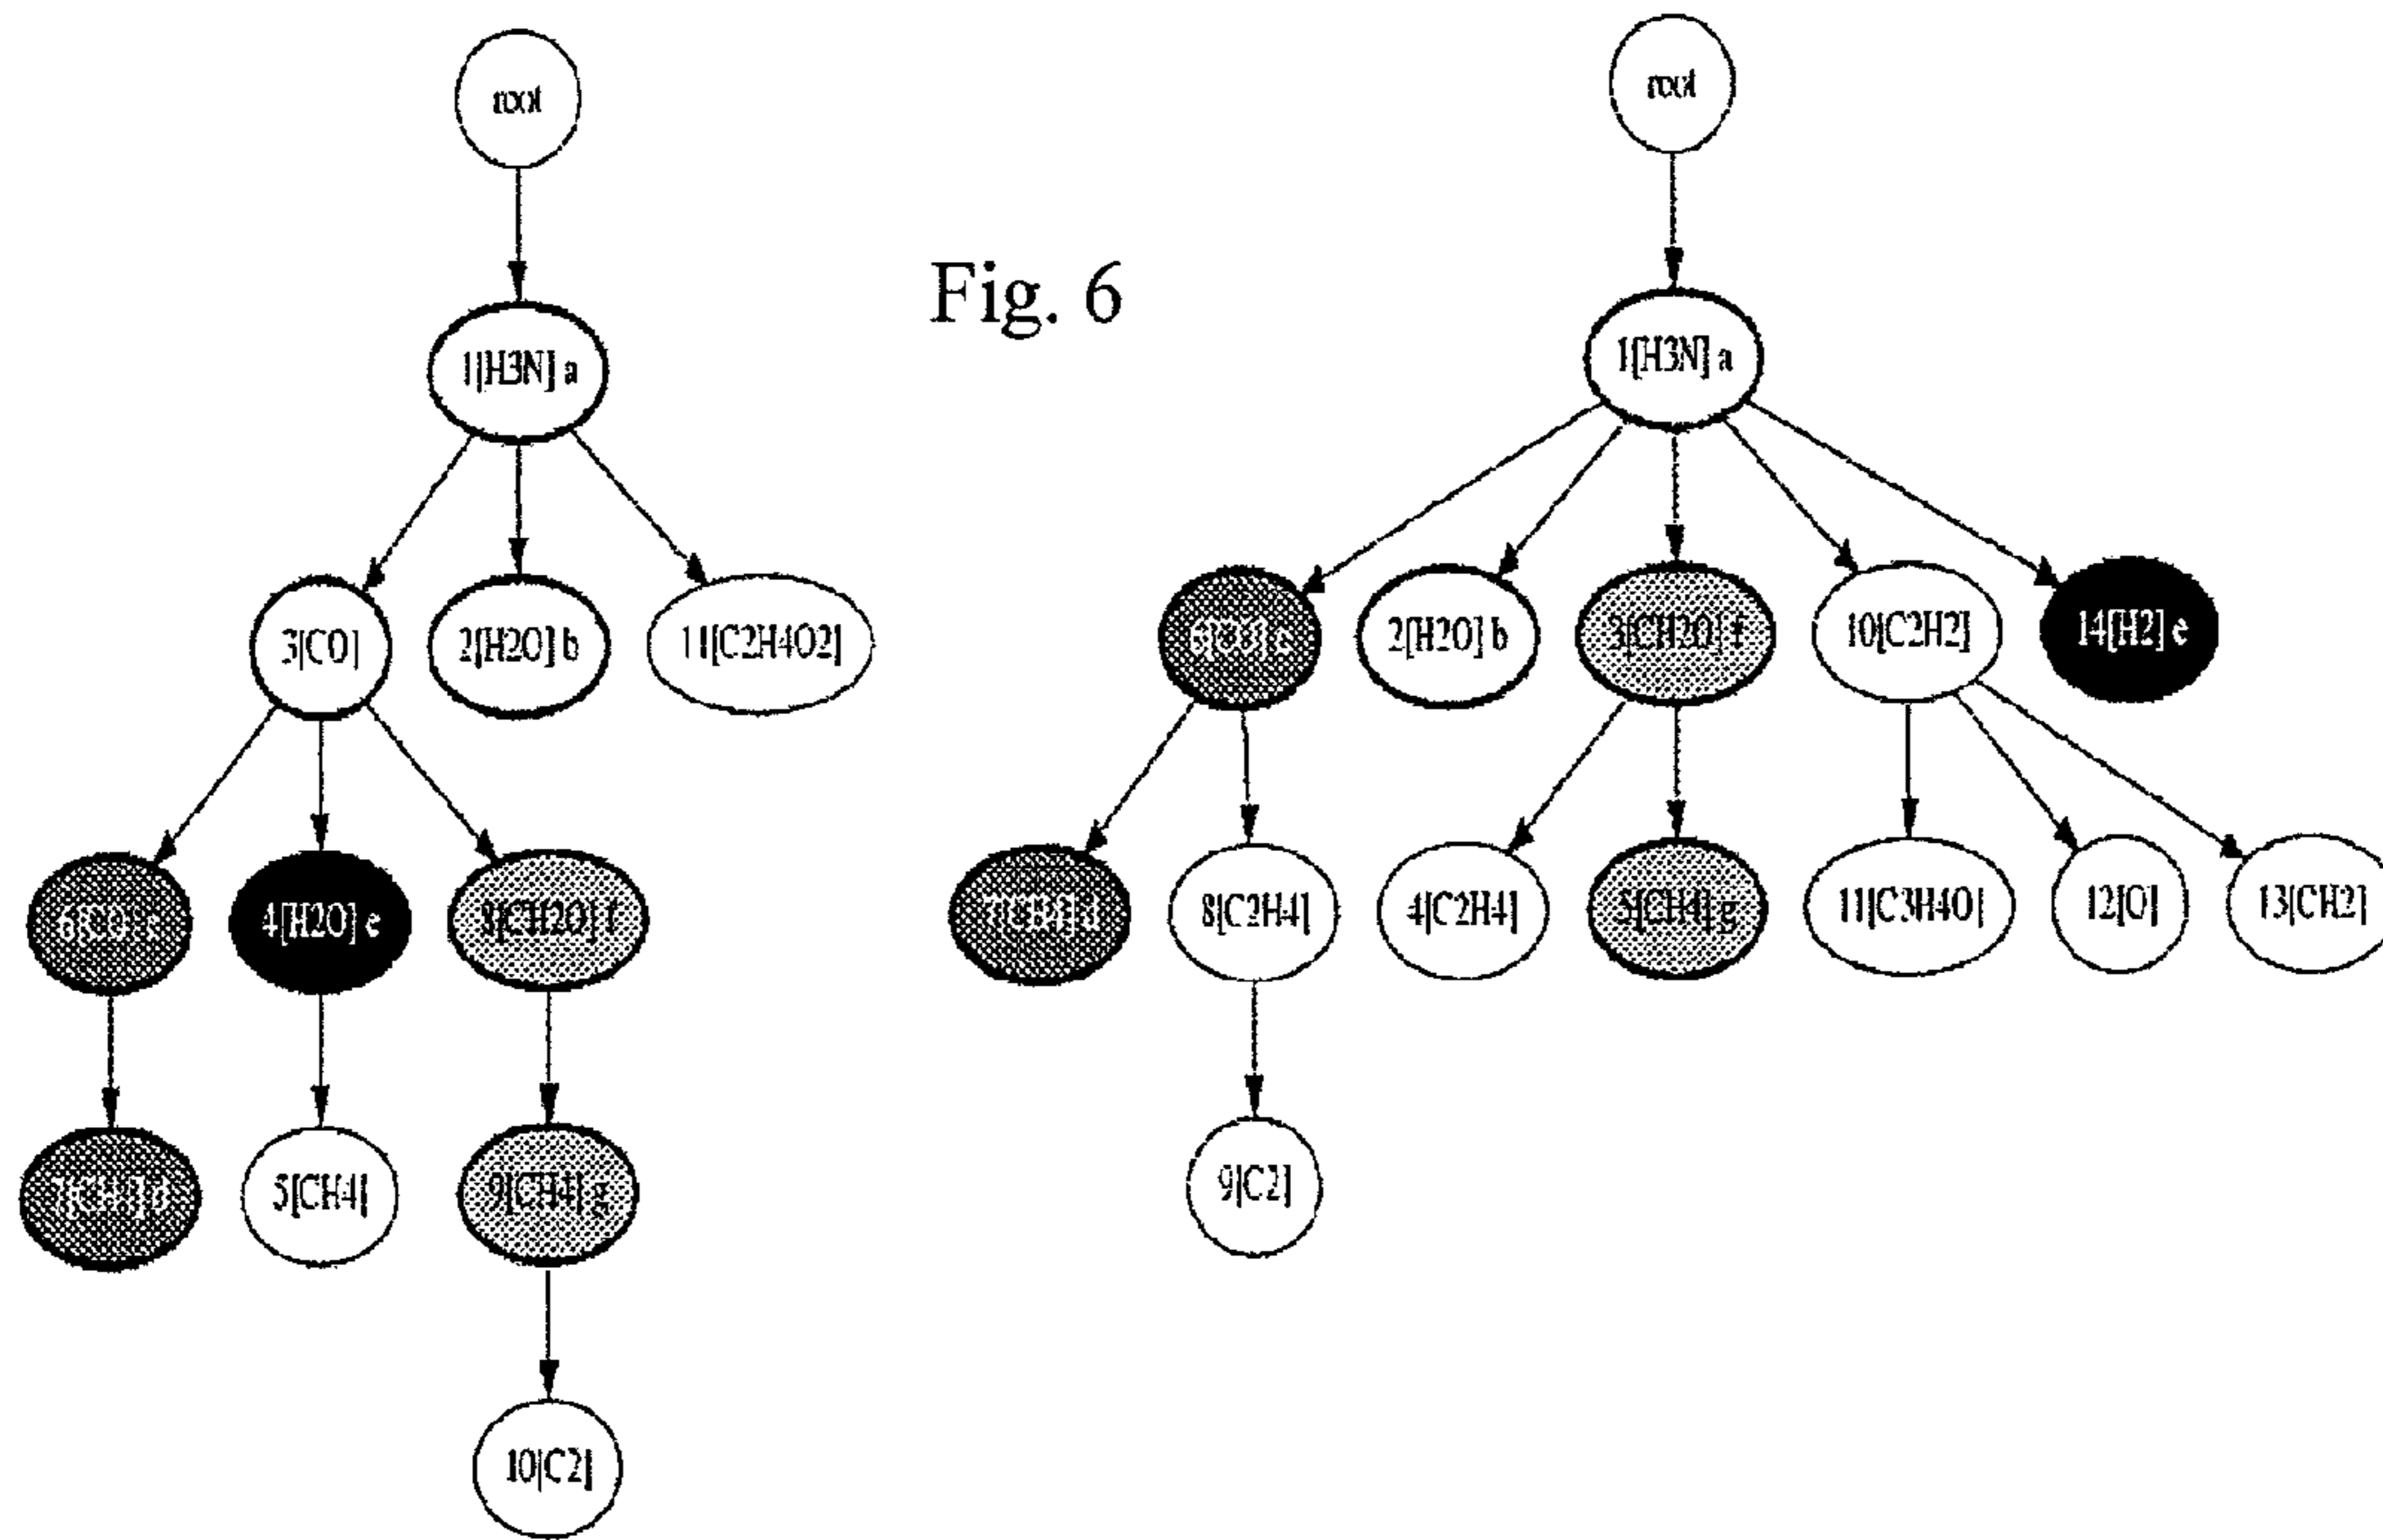 root
root
Fig. 6
1[H3N] a
1[H3N] a
3[CO]
2[H2O] b
11[C2H4O2]
2[H2O] b
3[CH2O] f
10[C2H2]
14[H2] e
6[CO] c
4[H2O] e
8[CH2O] f
8[C2H4]
4[C2H4]
5[CH4] g
11[C3H4O]
12[O]
13[CH2]
5[CH4]
9[CH4] g
9[C2]
10[C2]